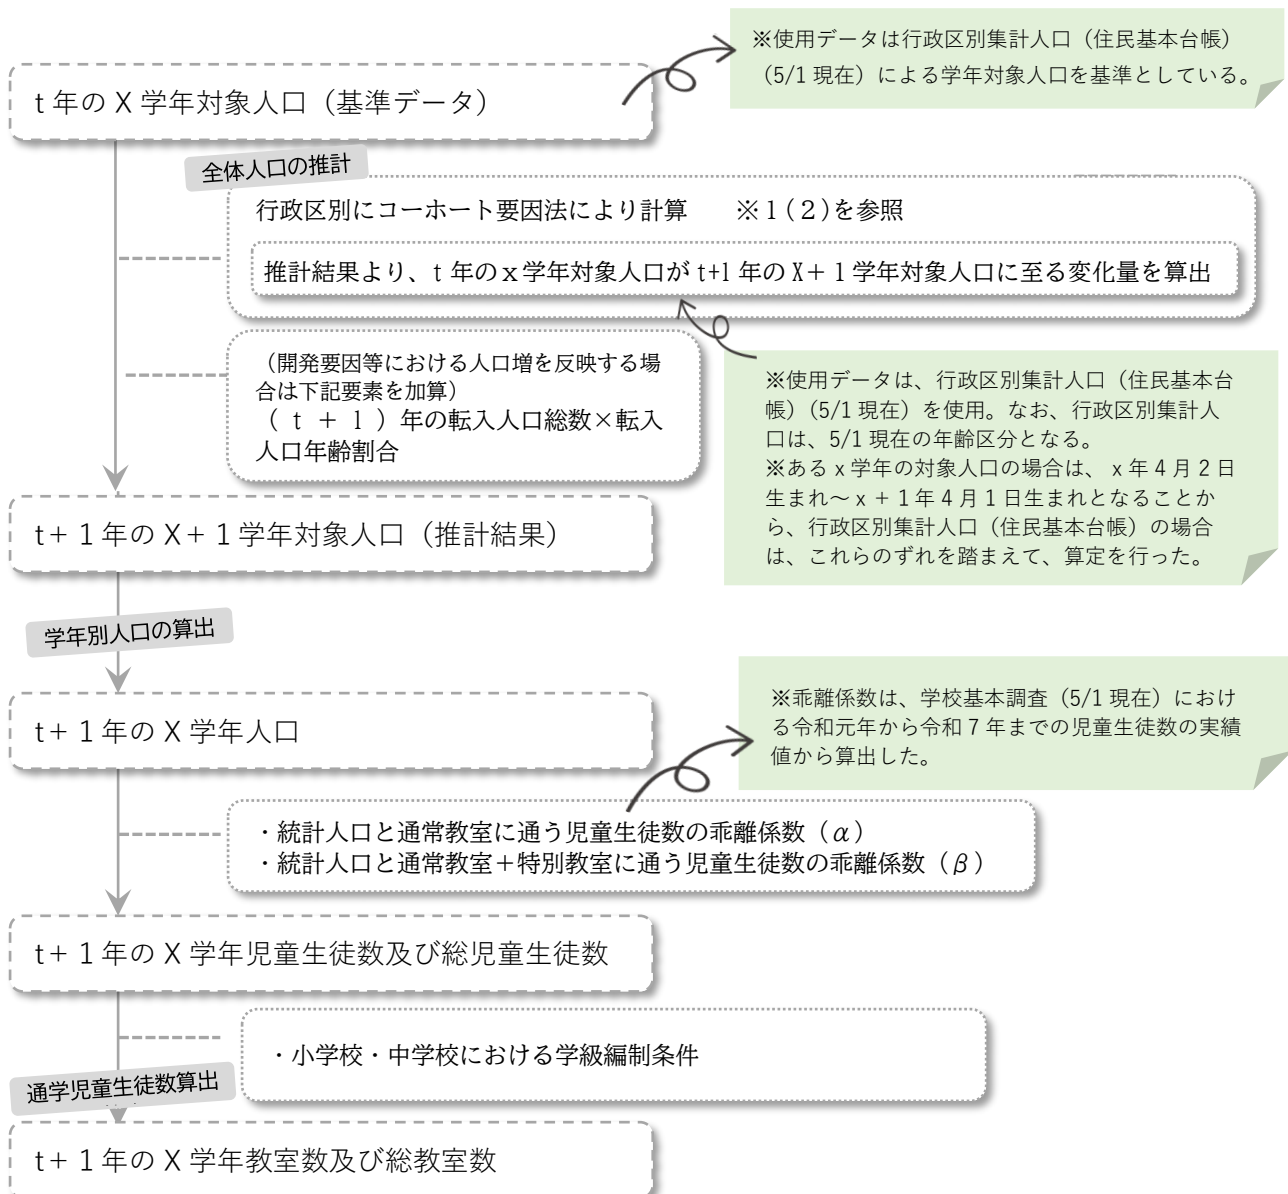 ※使用データは行政区別集計人口（住民基本台帳）
（5/1 現在）による学年対象人口を基準としている。
t 年の X 学年対象人口（基準データ）
全体人口の推計
行政区別にコーホート要因法により計算　　※１(２)を参照
推計結果より、t 年のｘ学年対象人口が t+1 年の X＋１学年対象人口に至る変化量を算出
（開発要因等における人口増を反映する場
合は下記要素を加算）
（ｔ＋１）年の転入人口総数×転入
人口年齢割合
※使用データは、行政区別集計人口（住民基本台
帳）（5/1 現在）を使用。なお、行政区別集計人
口は、5/1 現在の年齢区分となる。
※ある x 学年の対象人口の場合は、x 年４月２日
生まれ～x＋１年４月１日生まれとなることか
ら、行政区別集計人口（住民基本台帳）の場合
は、これらのずれを踏まえて、算定を行った。
t＋１年の X＋１学年対象人口（推計結果）
学年別人口の算出
t＋１年の X 学年人口
※乖離係数は、学校基本調査（5/1 現在）におけ
る令和元年から令和７年までの児童生徒数の実績
値から算出した。
・統計人口と通常教室に通う児童生徒数の乖離係数（α）
・統計人口と通常教室＋特別教室に通う児童生徒数の乖離係数（β）
t＋１年の X 学年児童生徒数及び総児童生徒数
・小学校・中学校における学級編制条件
通学児童生徒数算出
t＋１年の X 学年教室数及び総教室数